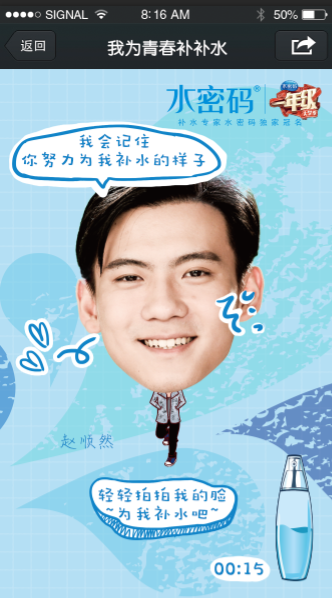 SIGNAL 8:16 AM 50%
返回 我为青春补补水
水密码® 一年级
补水专家水密码独家冠名
我会记住
你努力为我补水的样子
赵顺然
轻轻拍拍我的脸
~为我补水吧~
00:15